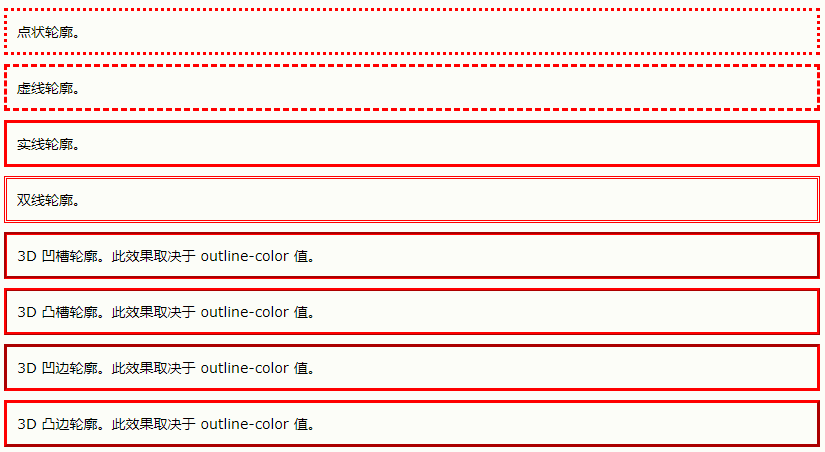 点状轮廓。
虚线轮廓。
实线轮廓。
双线轮廓。
3D 凹槽轮廓。此效果取决于 outline-color 值。
3D 凸槽轮廓。此效果取决于 outline-color 值。
3D 凹边轮廓。此效果取决于 outline-color 值。
3D 凸边轮廓。此效果取决于 outline-color 值。